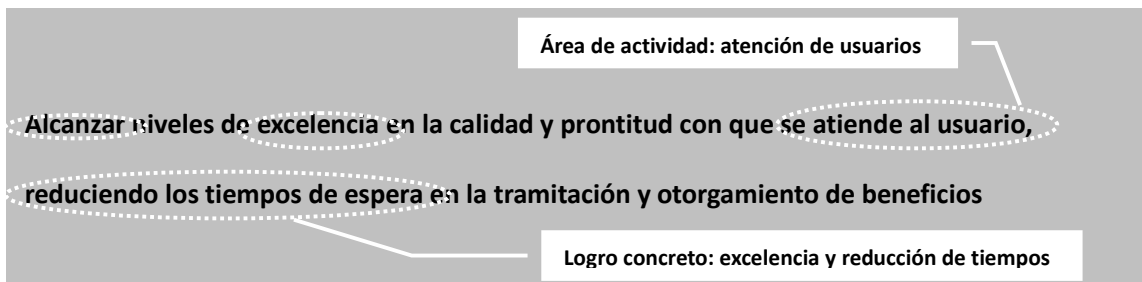 Área de actividad: atención de usuarios
Alcanzar niveles de excelencia en la calidad y prontitud con que se atiende al usuario,
reduciendo los tiempos de espera en la tramitación y otorgamiento de beneficios
Logro concreto: excelencia y reducción de tiempos